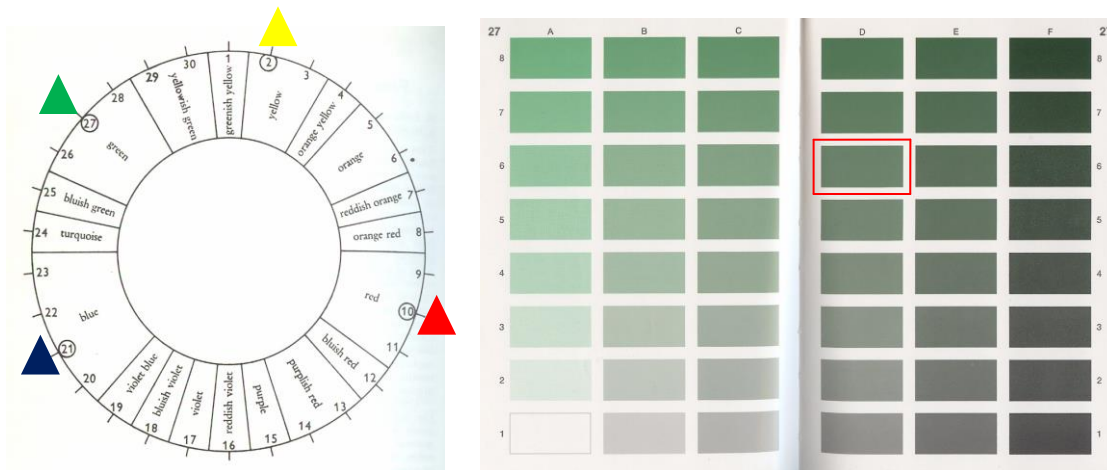 1
greenish yellow
2
yellow
3
4
orange yellow
5
orange
6
7
reddish orange
8
orange red
9
red
10
11
bluish red
12
13
purplish red
14
purple
15
reddish violet
16
violet
17
bluish violet
18
violet blue
19
20
21
blue
22
23
turquoise
24
25
bluish green
26
27
green
28
29
yellowish green
30
27 A B C D E F
8 8
7 7
6 6
5 5
4 4
3 3
2 2
1 1